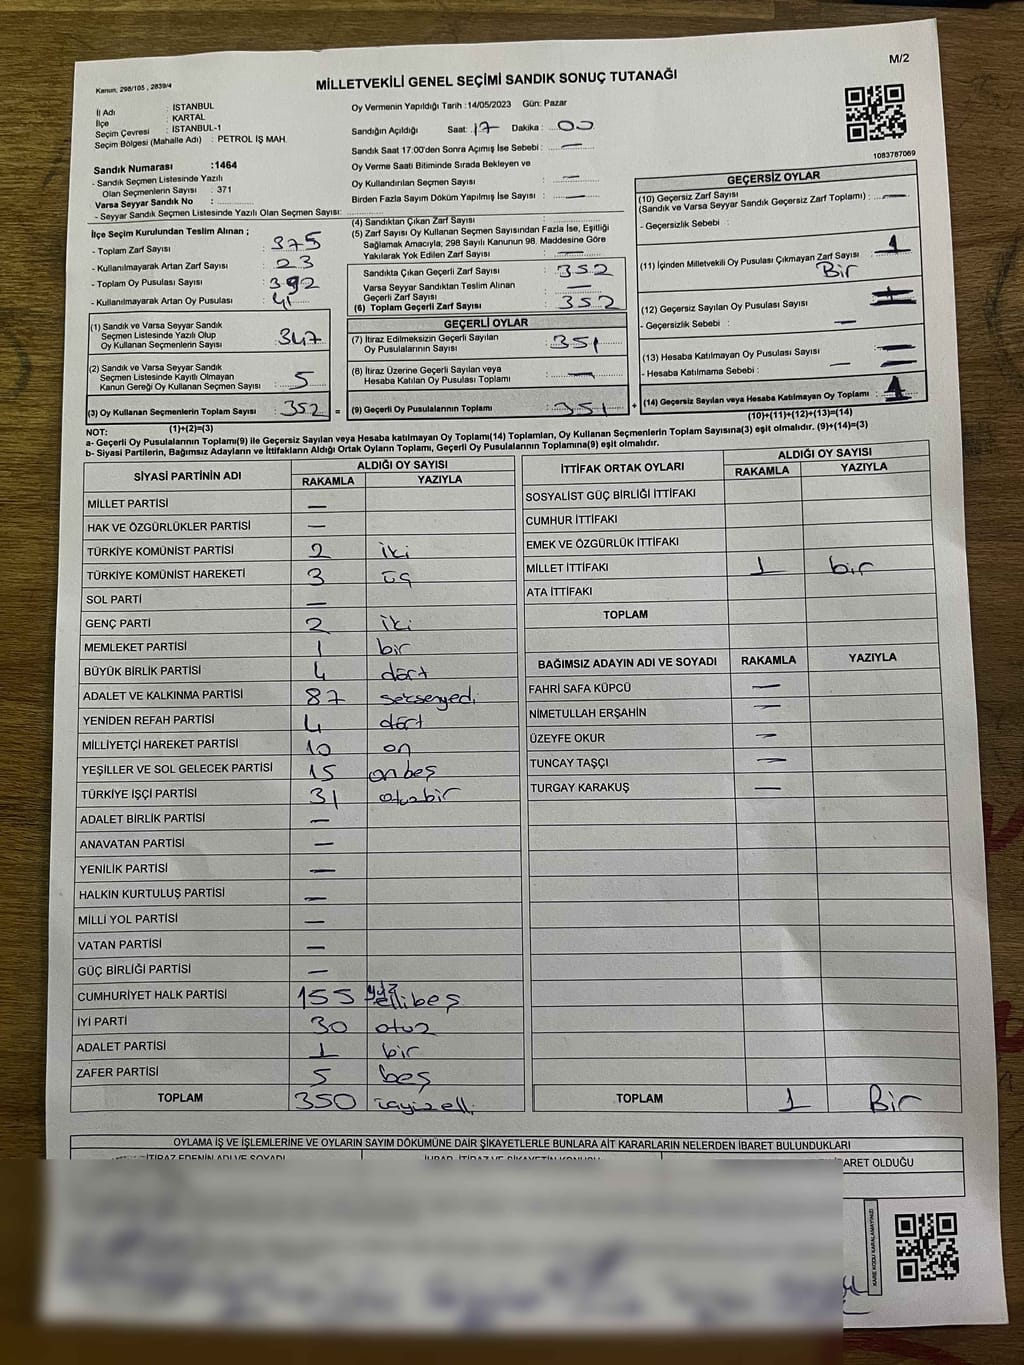 M/2
Kanun, 298/105 , 2839/4
MİLLETVEKİLİ GENEL SEÇİMİ SANDIK SONUÇ TUTANAĞI
İl Adı : İSTANBUL
İlçe : KARTAL
Seçim Çevresi : İSTANBUL-1
Seçim Bölgesi (Mahalle Adı) : PETROL İŞ MAH.
Sandık Numarası :1464
- Sandık Seçmen Listesinde Yazılı
Olan Seçmenlerin Sayısı : 371
Varsa Seyyar Sandık No :
- Seyyar Sandık Seçmen Listesinde Yazılı Olan Seçmen Sayısı:
Oy Vermenin Yapıldığı Tarih :14/05/2023 Gün: Pazar
Sandığın Açıldığı Saat: 17 Dakika : 00
Sandık Saat 17.00'den Sonra Açımış İse Sebebi : —
Oy Verme Saati Bitiminde Sırada Bekleyen ve
Oy Kullandırılan Seçmen Sayısı —
Birden Fazla Sayım Döküm Yapılmış İse Sayısı : —
1083787069
İlçe Seçim Kurulundan Teslim Alınan ;
- Toplam Zarf Sayısı : 375
- Kullanılmayarak Artan Zarf Sayısı : 23
- Toplam Oy Pusulası Sayısı : 392
- Kullanılmayarak Artan Oy Pusulası : 41
(1) Sandık ve Varsa Seyyar Sandık
Seçmen Listesinde Yazılı Olup
Oy Kullanan Seçmenlerin Sayısı : 347
(2) Sandık ve Varsa Seyyar Sandık
Seçmen Listesinde Kayıtlı Olmayan
Kanun Gereği Oy Kullanan Seçmen Sayısı : 5
(3) Oy Kullanan Seçmenlerin Toplam Sayısı : 352 =
(1)+(2)=(3)
(4) Sandıktan Çıkan Zarf Sayısı :
(5) Zarf Sayısı Oy Kullanan Seçmen Sayısından Fazla İse, Eşitliği
Sağlamak Amacıyla; 298 Sayılı Kanunun 98. Maddesine Göre
Yakılarak Yok Edilen Zarf Sayısı : —
Sandıkta Çıkan Geçerli Zarf Sayısı : 352
Varsa Seyyar Sandıktan Teslim Alınan
Geçerli Zarf Sayısı : —
(6) Toplam Geçerli Zarf Sayısı : 352
GEÇERLİ OYLAR
(7) İtiraz Edilmeksizin Geçerli Sayılan
Oy Pusulalarının Sayısı : 351
(8) İtiraz Üzerine Geçerli Sayılan veya
Hesaba Katılan Oy Pusulası Toplamı : —
(9) Geçerli Oy Pusulalarının Toplamı : 351 +
GEÇERSİZ OYLAR
(10) Geçersiz Zarf Sayısı
(Sandık ve Varsa Seyyar Sandık Geçersiz Zarf Toplamı) : —
- Geçersizlik Sebebi :
(11) İçinden Milletvekili Oy Pusulası Çıkmayan Zarf Sayısı : 1
Bir
(12) Geçersiz Sayılan Oy Pusulası Sayısı :
- Geçersizlik Sebebi : —
(13) Hesaba Katılmayan Oy Pusulası Sayısı : —
- Hesaba Katılmama Sebebi : —
(14) Geçersiz Sayılan veya Hesaba Katılmayan Oy Toplamı : 1
(10)+(11)+(12)+(13)=(14)
NOT:
a- Geçerli Oy Pusulalarının Toplamı(9) ile Geçersiz Sayılan veya Hesaba katılmayan Oy Toplamı(14) Toplamları, Oy Kullanan Seçmenlerin Toplam Sayısına(3) eşit olmalıdır. (9)+(14)=(3)
b- Siyasi Partilerin, Bağımsız Adayların ve İttifakların Aldığı Ortak Oyların Toplamı, Geçerli Oy Pusulalarının Toplamına(9) eşit olmalıdır.
SİYASİ PARTİNİN ADI ALDIĞI OY SAYISI
RAKAMLA YAZIYLA
MİLLET PARTİSİ —
HAK VE ÖZGÜRLÜKLER PARTİSİ —
TÜRKİYE KOMÜNİST PARTİSİ 2 iki
TÜRKİYE KOMÜNİST HAREKETİ 3 üç
SOL PARTİ —
GENÇ PARTİ 2 iki
MEMLEKET PARTİSİ 1 bir
BÜYÜK BİRLİK PARTİSİ 4 dört
ADALET VE KALKINMA PARTİSİ 87 seksenyedi
YENİDEN REFAH PARTİSİ 4 dört
MİLLİYETÇİ HAREKET PARTİSİ 10 on
YEŞİLLER VE SOL GELECEK PARTİSİ 15 onbeş
TÜRKİYE İŞÇİ PARTİSİ 31 otuzbir
ADALET BİRLİK PARTİSİ —
ANAVATAN PARTİSİ —
YENİLİK PARTİSİ —
HALKIN KURTULUŞ PARTİSİ —
MİLLİ YOL PARTİSİ —
VATAN PARTİSİ —
GÜÇ BİRLİĞİ PARTİSİ —
CUMHURİYET HALK PARTİSİ 155 yüzellibeş
İYİ PARTİ 30 otuz
ADALET PARTİSİ 1 bir
ZAFER PARTİSİ 5 beş
TOPLAM 350 üçyüzelli
İTTİFAK ORTAK OYLARI ALDIĞI OY SAYISI
RAKAMLA YAZIYLA
SOSYALİST GÜÇ BİRLİĞİ İTTİFAKI
CUMHUR İTTİFAKI
EMEK VE ÖZGÜRLÜK İTTİFAKI
MİLLET İTTİFAKI 1 bir
ATA İTTİFAKI
TOPLAM
BAĞIMSIZ ADAYIN ADI VE SOYADI RAKAMLA YAZIYLA
FAHRİ SAFA KÜPCÜ —
NİMETULLAH ERŞAHİN —
ÜZEYFE OKUR —
TUNCAY TAŞÇI —
TURGAY KARAKUŞ —
TOPLAM 1 Bir
OYLAMA İŞ VE İŞLEMLERİNE VE OYLARIN SAYIM DÖKÜMÜNE DAİR ŞİKAYETLERLE BUNLARA AİT KARARLARIN NELERDEN İBARET BULUNDUKLARI
İTİRAZ EDENİN ADI VE SOYADI
KARE KODU KARALAMAYINIZ!